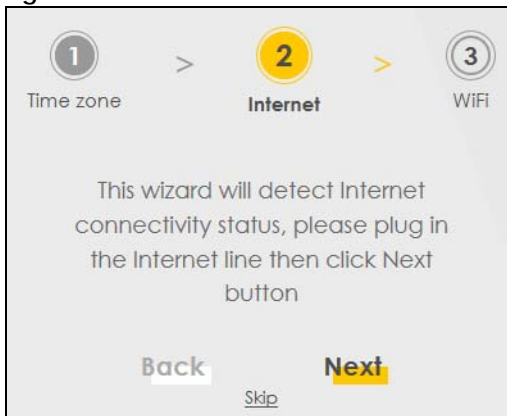 1 > 2 > 3
Time zone Internet WiFi
This wizard will detect Internet
connectivity status, please plug in
the Internet line then click Next
button
Back Next
Skip